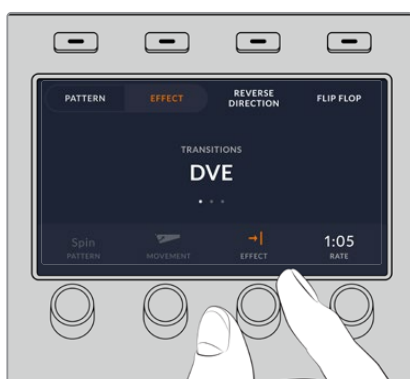 PATTERN EFFECT REVERSE DIRECTION FLIP FLOP
TRANSITIONS
DVE
Spin 1:05
PATTERN MOVEMENT EFFECT RATE